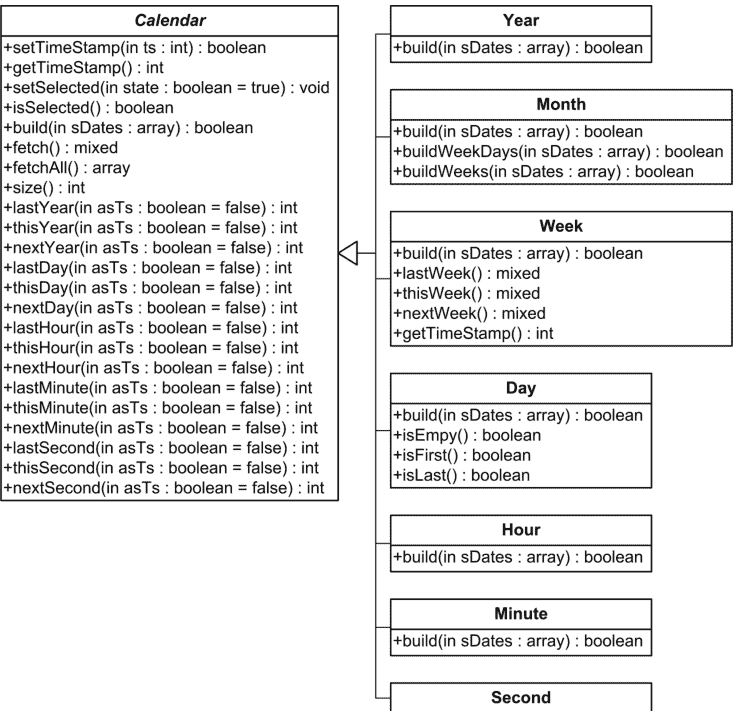 Calendar
+setTimeStamp(in ts : int) : boolean
+getTimeStamp() : int
+setSelected(in state : boolean = true) : void
+isSelected() : boolean
+build(in sDates : array) : boolean
+fetch() : mixed
+fetchAll() : array
+size() : int
+lastYear(in asTs : boolean = false) : int
+thisYear(in asTs : boolean = false) : int
+nextYear(in asTs : boolean = false) : int
+lastDay(in asTs : boolean = false) : int
+thisDay(in asTs : boolean = false) : int
+nextDay(in asTs : boolean = false) : int
+lastHour(in asTs : boolean = false) : int
+thisHour(in asTs : boolean = false) : int
+nextHour(in asTs : boolean = false) : int
+lastMinute(in asTs : boolean = false) : int
+thisMinute(in asTs : boolean = false) : int
+nextMinute(in asTs : boolean = false) : int
+lastSecond(in asTs : boolean = false) : int
+thisSecond(in asTs : boolean = false) : int
+nextSecond(in asTs : boolean = false) : int
Year
+build(in sDates : array) : boolean
Month
+build(in sDates : array) : boolean
+buildWeekDays(in sDates : array) : boolean
+buildWeeks(in sDates : array) : boolean
Week
+build(in sDates : array) : boolean
+lastWeek() : mixed
+thisWeek() : mixed
+nextWeek() : mixed
+getTimeStamp() : int
Day
+build(in sDates : array) : boolean
+isEmpy() : boolean
+isFirst() : boolean
+isLast() : boolean
Hour
+build(in sDates : array) : boolean
Minute
+build(in sDates : array) : boolean
Second